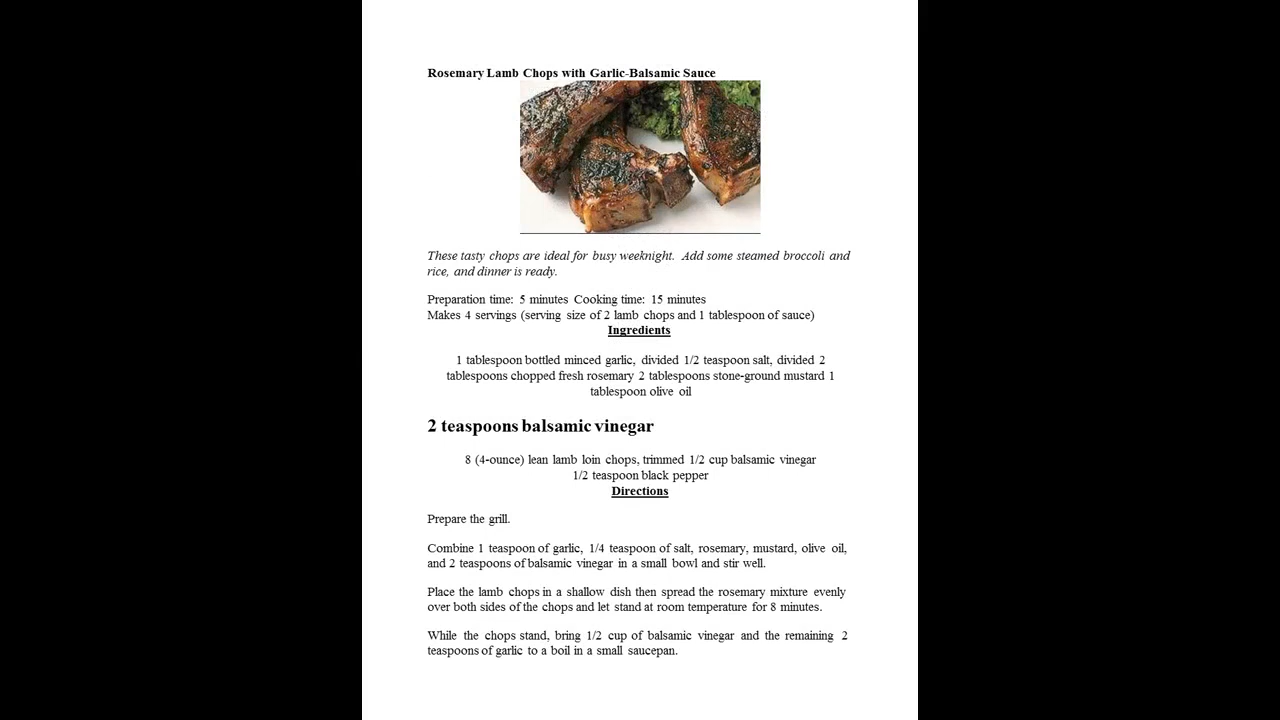 Rosemary Lamb Chops with Garlic-Balsamic Sauce
These tasty chops are ideal for busy weeknight. Add some steamed broccoli and
rice, and dinner is ready.
Preparation time: 5 minutes Cooking time: 15 minutes
Makes 4 servings (serving size of 2 lamb chops and 1 tablespoon of sauce)
Ingredients
1 tablespoon bottled minced garlic, divided 1/2 teaspoon salt, divided 2
tablespoons chopped fresh rosemary 2 tablespoons stone-ground mustard 1
tablespoon olive oil
2 teaspoons balsamic vinegar
8 (4-ounce) lean lamb loin chops, trimmed 1/2 cup balsamic vinegar
1/2 teaspoon black pepper
Directions
Prepare the grill.
Combine 1 teaspoon of garlic, 1/4 teaspoon of salt, rosemary, mustard, olive oil,
and 2 teaspoons of balsamic vinegar in a small bowl and stir well.
Place the lamb chops in a shallow dish then spread the rosemary mixture evenly
over both sides of the chops and let stand at room temperature for 8 minutes.
While the chops stand, bring 1/2 cup of balsamic vinegar and the remaining 2
teaspoons of garlic to a boil in a small saucepan.